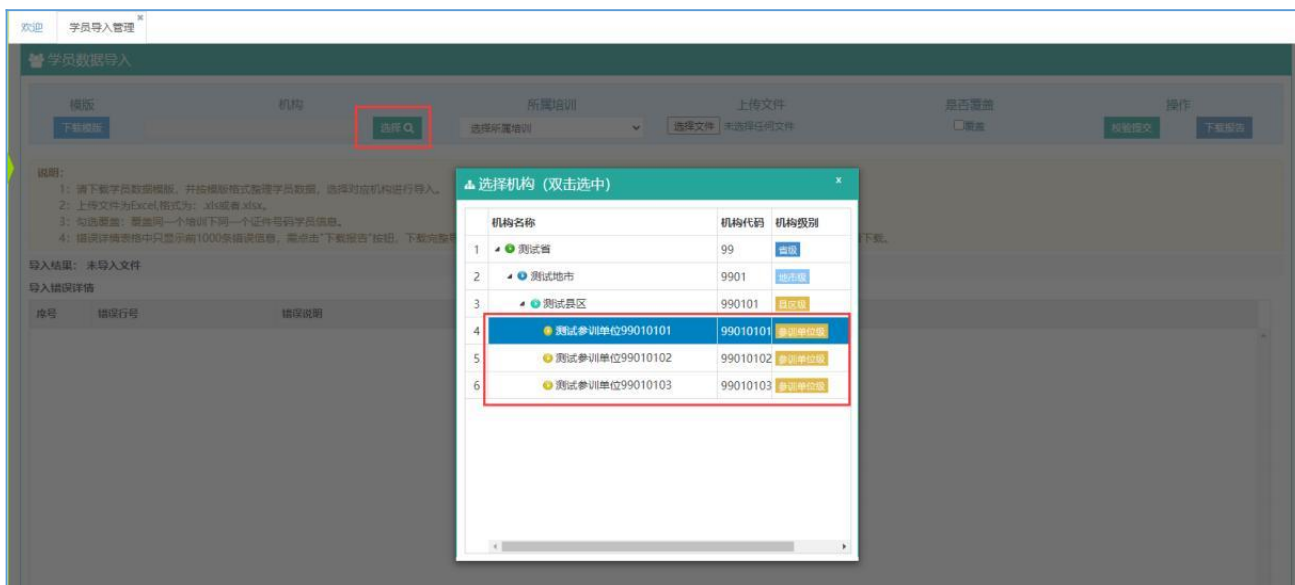 欢迎 学员导入管理
学员数据导入
模版 机构 所属培训 上传文件 是否覆盖 操作
下载模版 选择 选择所属培训 选择文件 未选择任何文件 覆盖 校验提交 下载报告
说明：
1：请下载学员数据模版，并按模版格式整理学员数据，选择对应机构进行导入。
2：上传文件为Excel,格式为：.xls或者.xlsx。
3：勾选覆盖：覆盖同一个培训下同一个证件号码学员信息。
4：错误详情表格中只显示前1000条错误信息，需点击"下载报告"按钮，下载完整 下载。
导入结果： 未导入文件
导入错误详值
序号 错误行号 错误说明
选择机构（双击选中） x
机构名称 机构代码 机构级别
1 测试省 99 省级
2 测试地市 9901 地市级
3 测试县区 990101 县区级
4 测试参训单位99010101 99010101 参训单位级
5 测试参训单位99010102 99010102 参训单位级
6 测试参训单位99010103 99010103 参训单位级